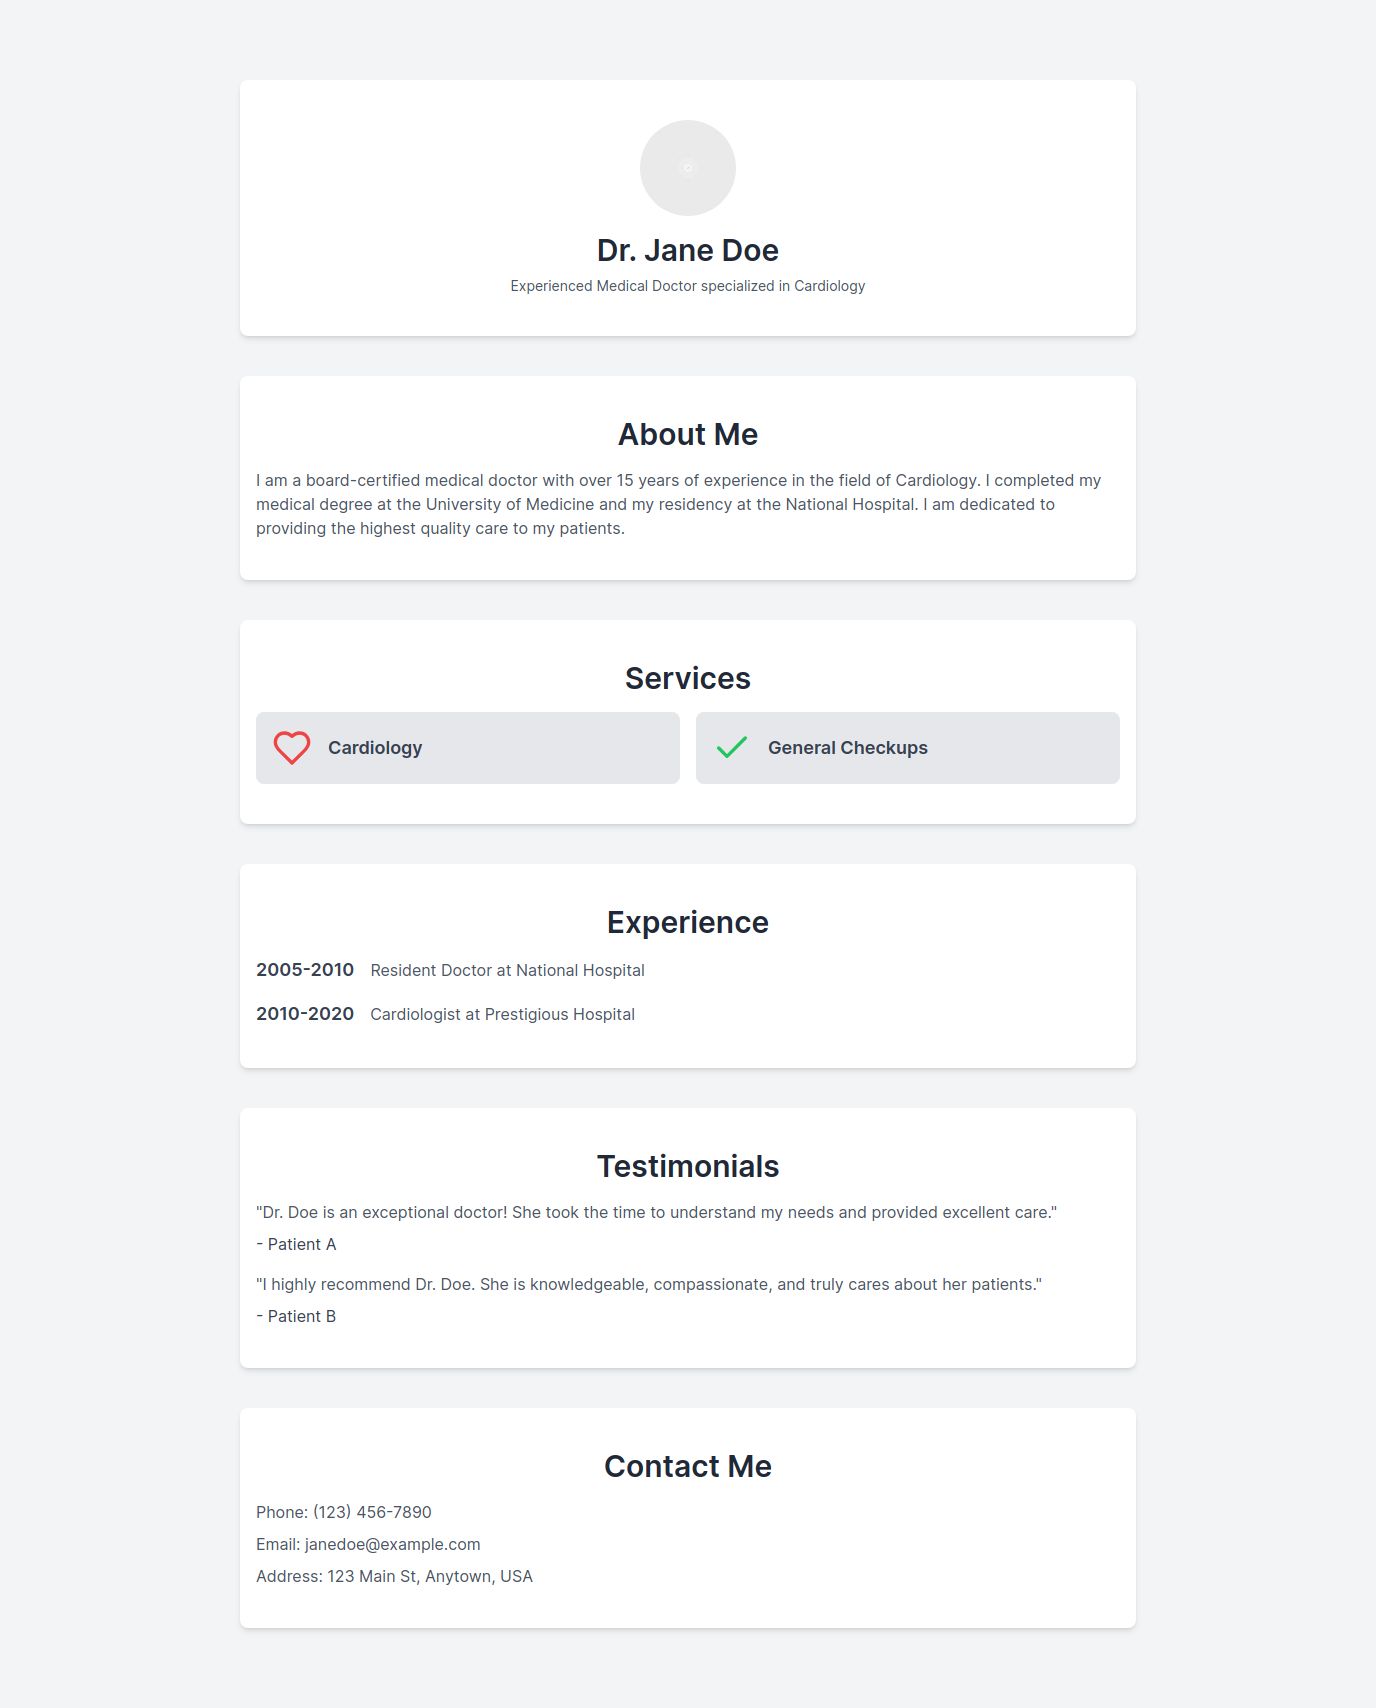 Dr. Jane Doe
Experienced Medical Doctor specialized in Cardiology
About Me
I am a board-certified medical doctor with over 15 years of experience in the field of Cardiology. I completed my
medical degree at the University of Medicine and my residency at the National Hospital. I am dedicated to
providing the highest quality care to my patients.
Services
Cardiology
General Checkups
Experience
2005-2010 Resident Doctor at National Hospital
2010-2020 Cardiologist at Prestigious Hospital
Testimonials
"Dr. Doe is an exceptional doctor! She took the time to understand my needs and provided excellent care."
- Patient A
"I highly recommend Dr. Doe. She is knowledgeable, compassionate, and truly cares about her patients."
- Patient B
Contact Me
Phone: (123) 456-7890
Email: janedoe@example.com
Address: 123 Main St, Anytown, USA